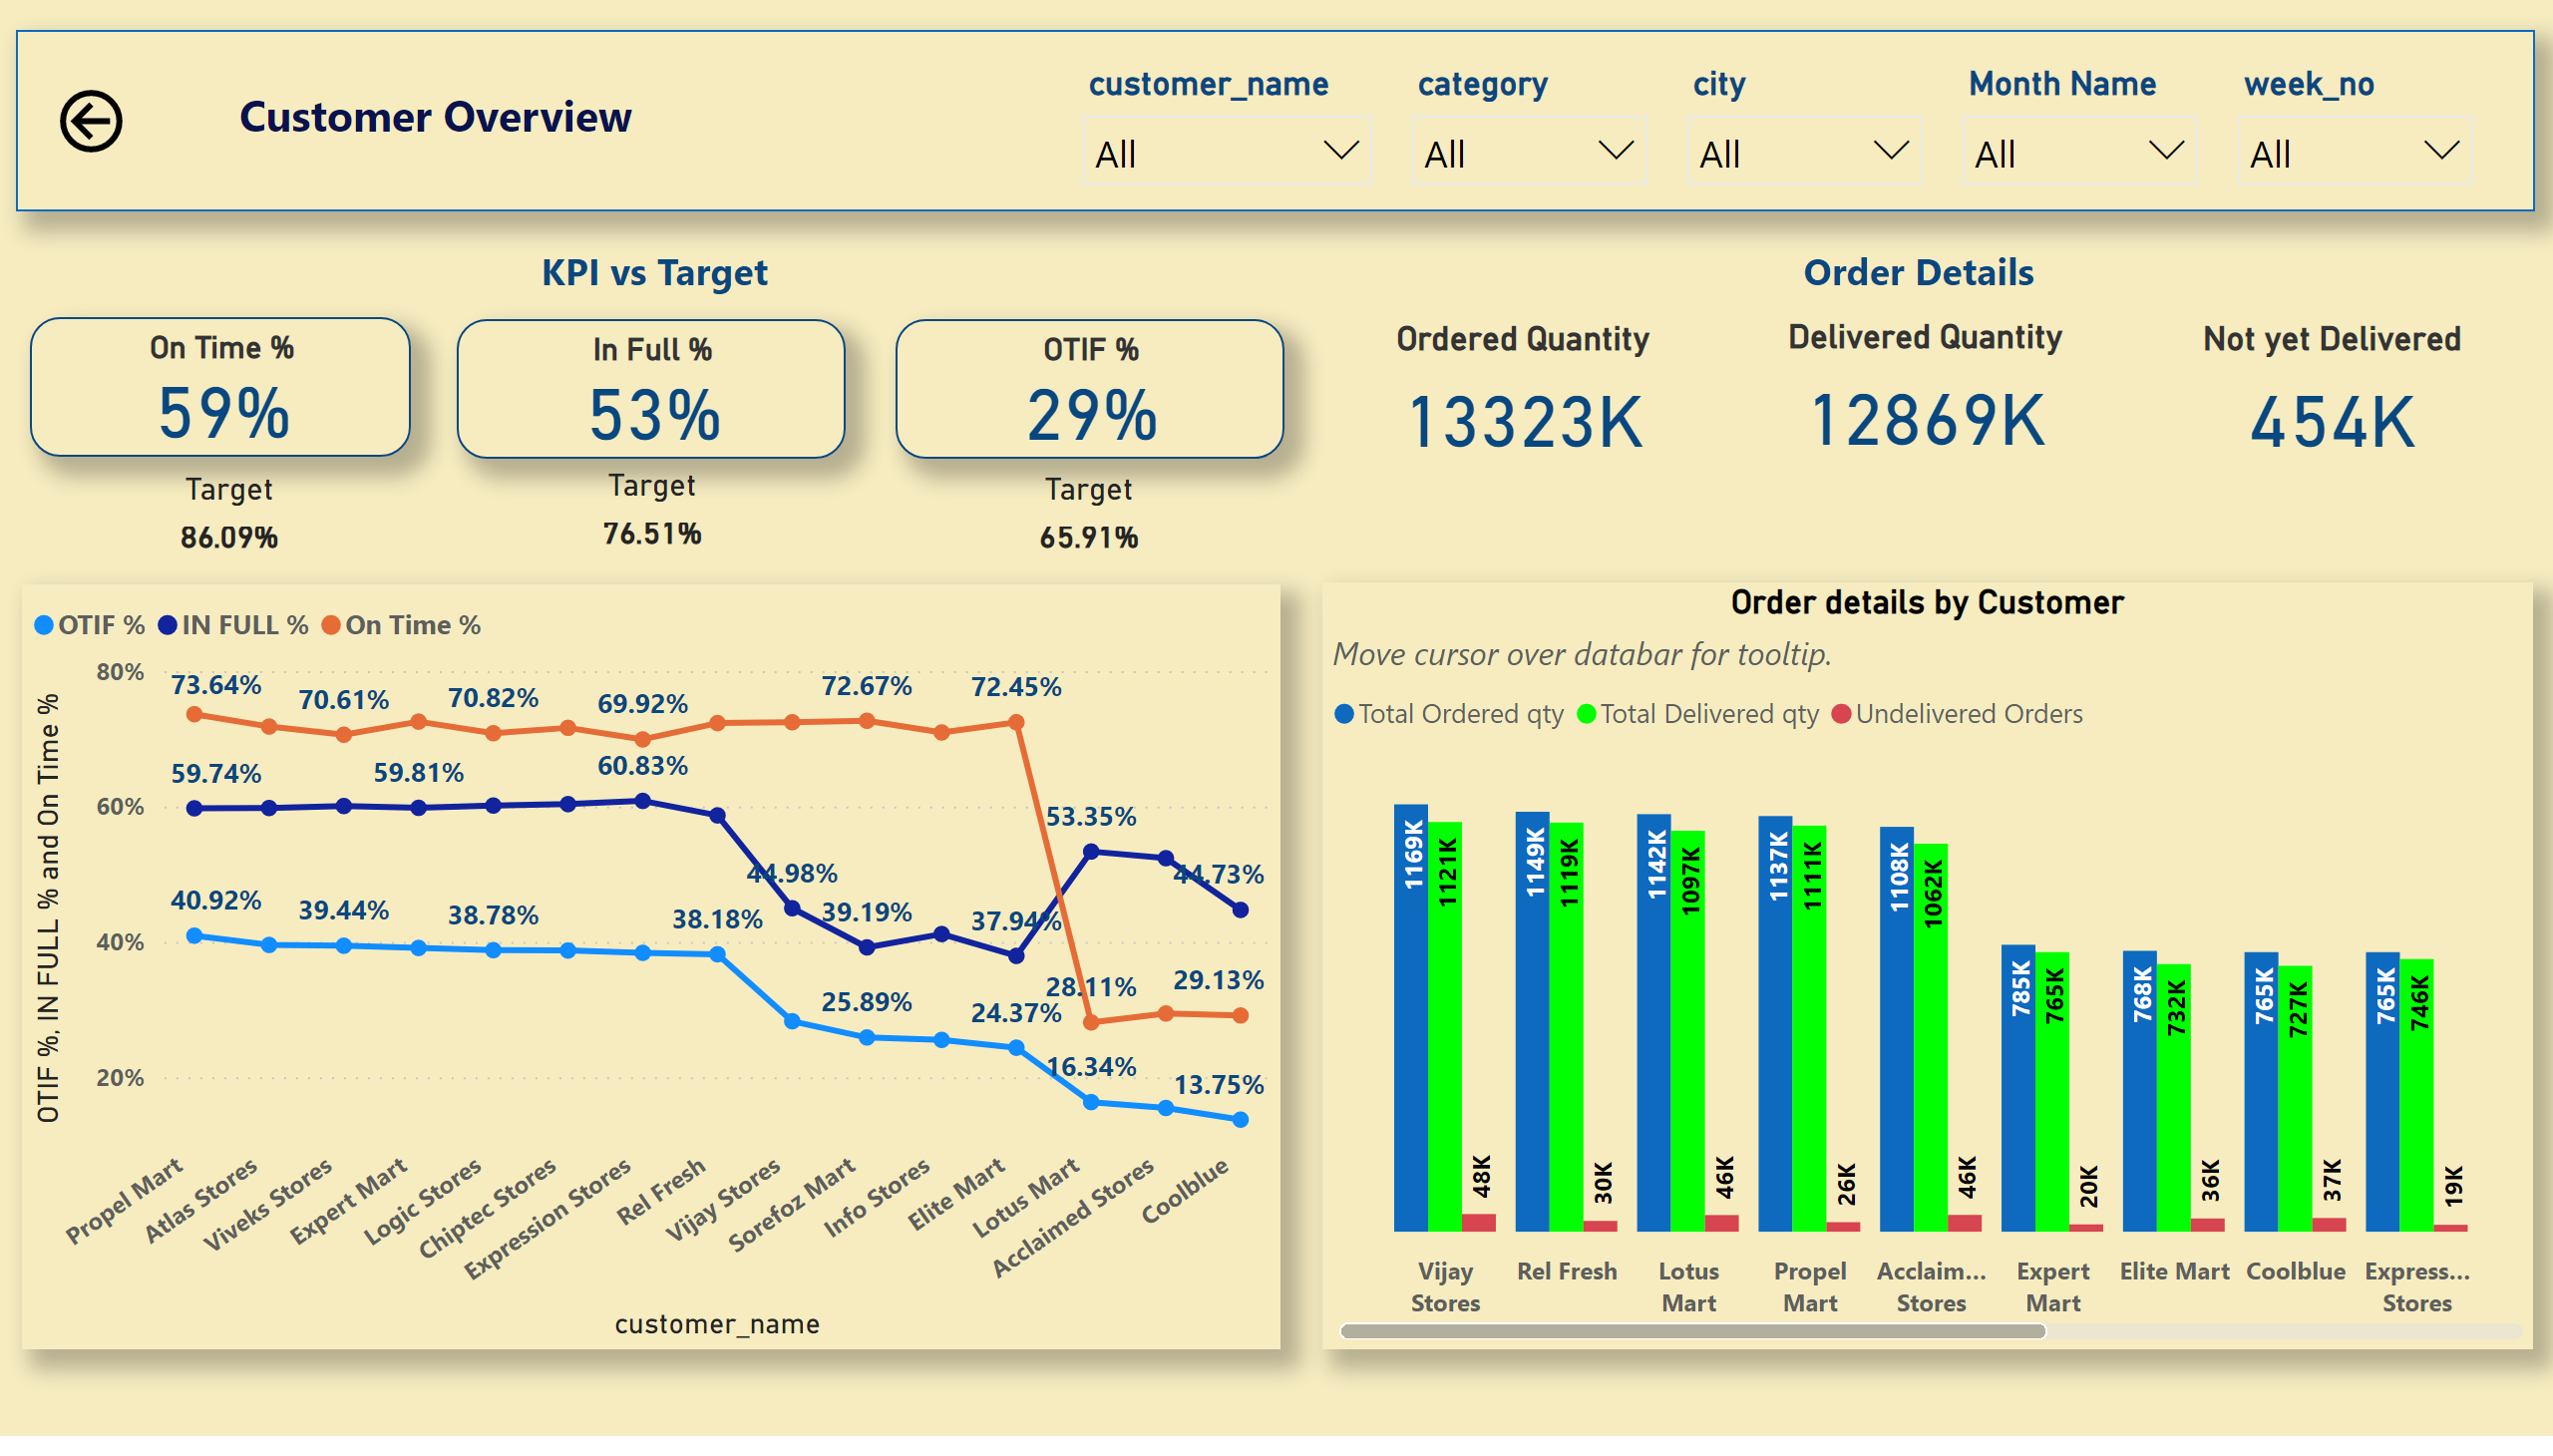 Customer Overview
customer_name category city Month Name week_no
All All All All All
KPI vs Target
On Time % In Full % OTIF %
59% 53% 29%
Target Target Target
86.09% 76.51% 65.91%
Order Details
Ordered Quantity Delivered Quantity Not yet Delivered
13323K 12869K 454K
OTIF % IN FULL % On Time %
OTIF %, IN FULL % and On Time %
80%
60%
40%
20%
73.64% 70.61% 70.82% 69.92% 72.67% 72.45% 28.11% 29.13%
59.74% 59.81% 60.83% 44.98% 39.19% 37.94% 53.35% 44.73%
40.92% 39.44% 38.78% 38.18% 25.89% 24.37% 16.34% 13.75%
Propel Mart
Atlas Stores
Viveks Stores
Expert Mart
Logic Stores
Chiptec Stores
Expression Stores
Rel Fresh
Vijay Stores
Sorefoz Mart
Info Stores
Elite Mart
Lotus Mart
Acclaimed Stores
Coolblue
customer_name
Order details by Customer
Move cursor over databar for tooltip.
Total Ordered qty Total Delivered qty Undelivered Orders
1169K 1121K 48K
1149K 1119K 30K
1142K 1097K 46K
1137K 1111K 26K
1108K 1062K 46K
785K 765K 20K
768K 732K 36K
765K 727K 37K
765K 746K 19K
Vijay Stores
Rel Fresh
Lotus Mart
Propel Mart
Acclaim... Stores
Expert Mart
Elite Mart
Coolblue
Express... Stores